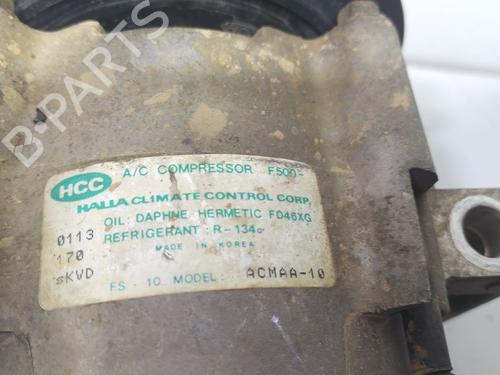 B-PARTS
HCC
A/C COMPRESSOR F500-
HALLA CLIMATE CONTROL CORP.
OIL: DAPHNE HERMETIC FD46XG
0113 REFRIGERANT : R-134a
170 MADE IN KOREA
sKVD
FS - 10 MODEL: ACMAA-10